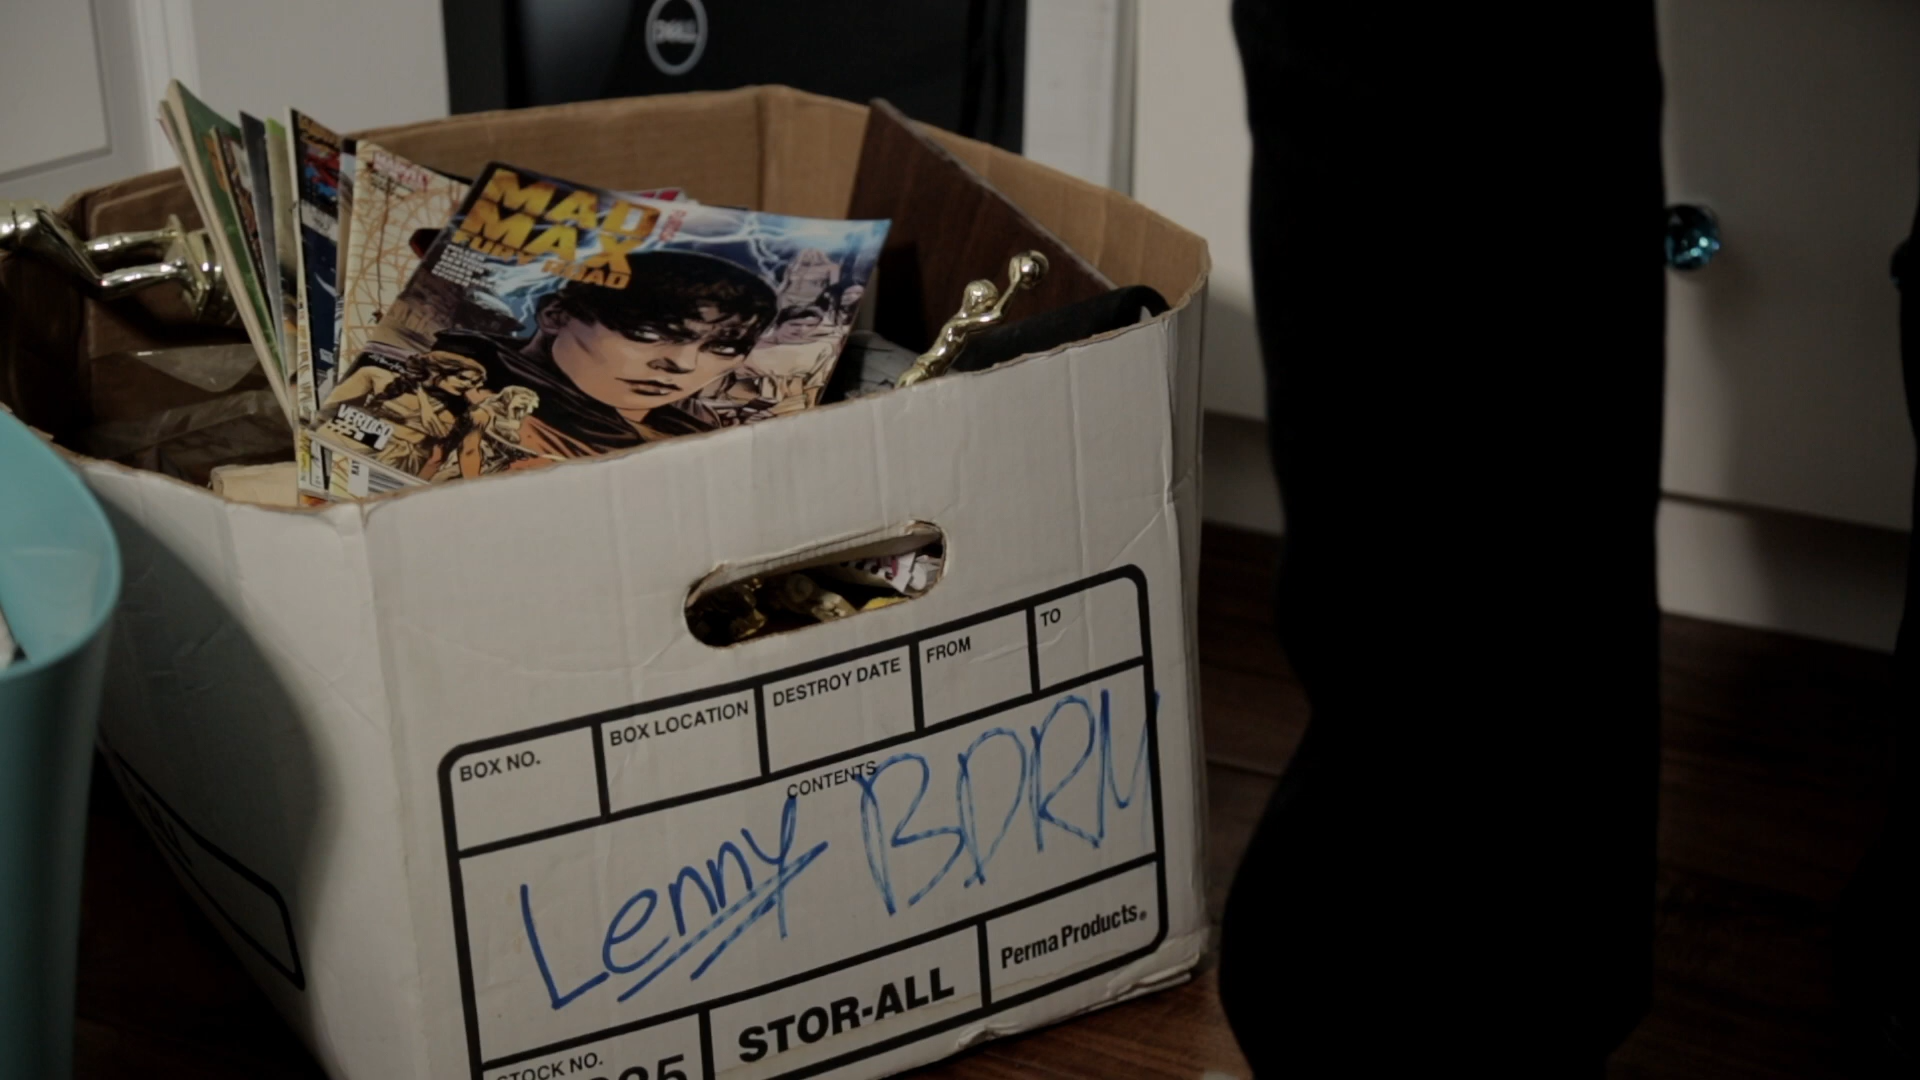 DELL
MAD
MAX
FURY ROAD
VERTIGO
BOX NO.
BOX LOCATION
DESTROY DATE
FROM
TO
CONTENTS
Lenny BDRM
STOCK NO.
STOR-ALL
Perma Products®